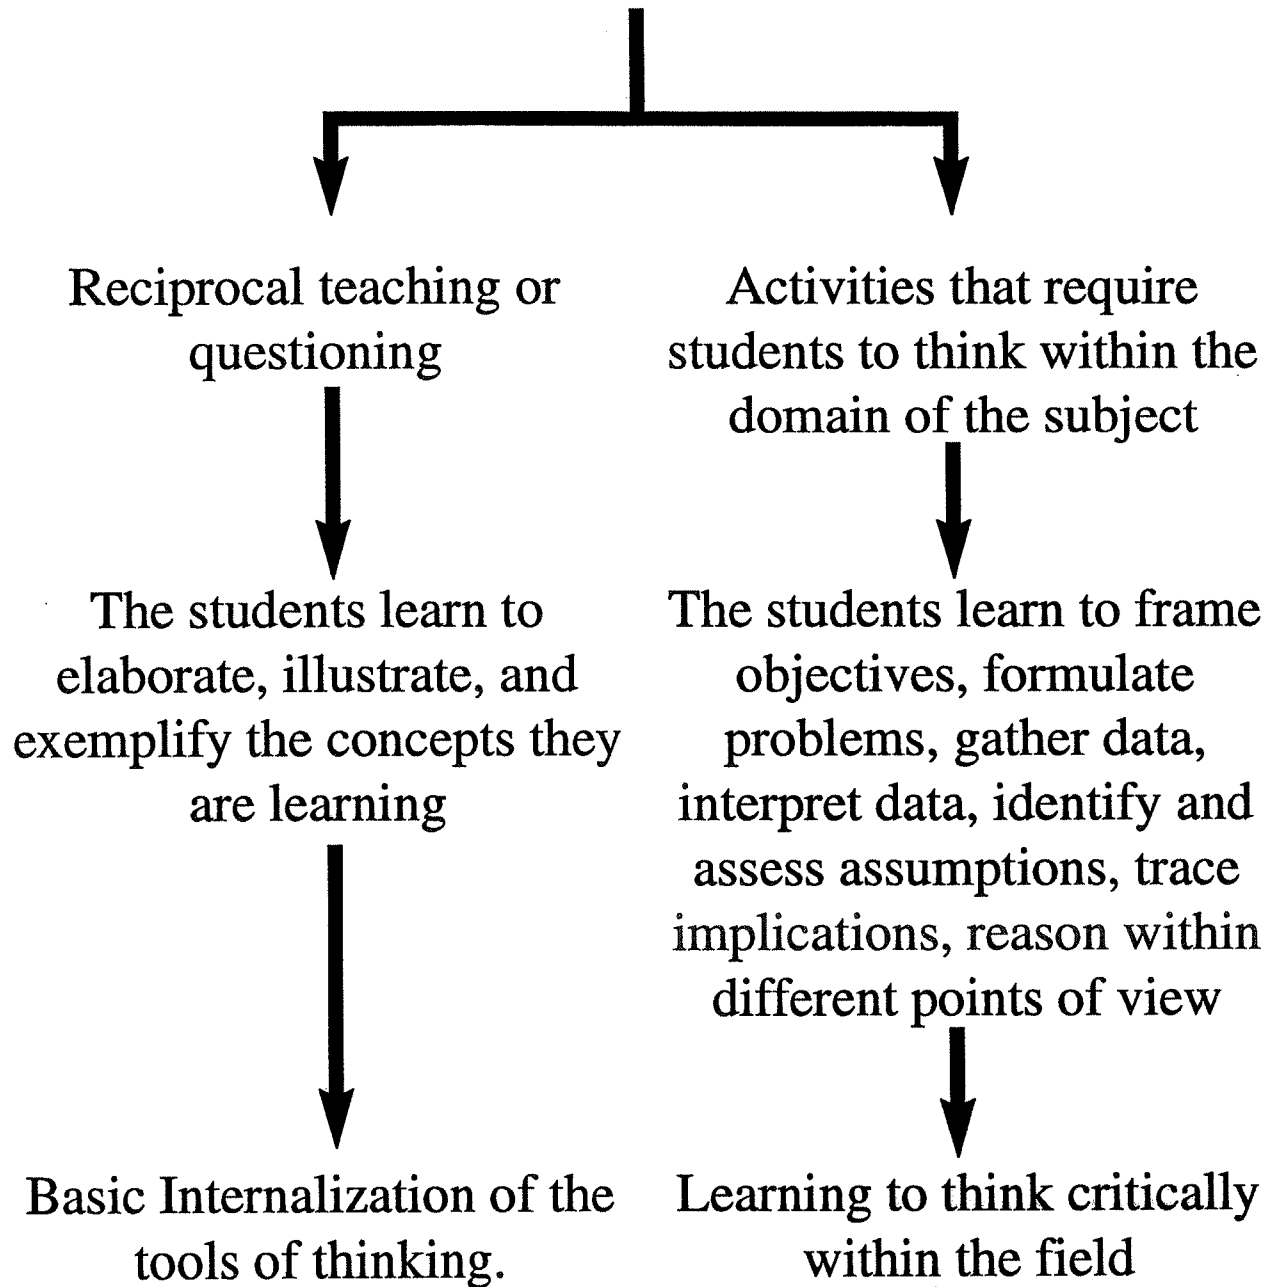 Reciprocal teaching or
questioning
The students learn to
elaborate, illustrate, and
exemplify the concepts they
are learning
Basic Internalization of the
tools of thinking.
Activities that require
students to think within the
domain of the subject
The students learn to frame
objectives, formulate
problems, gather data,
interpret data, identify and
assess assumptions, trace
implications, reason within
different points of view
Learning to think critically
within the field